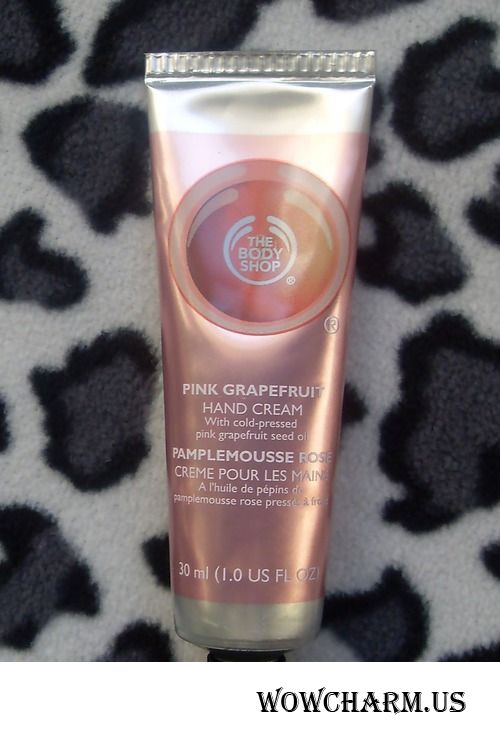 THE
BODY
SHOP
®
®
PINK GRAPEFRUIT
HAND CREAM
With cold-pressed
pink grapefruit seed oil
PAMPLEMOUSSE ROSE
CREME POUR LES MAINS
A l'huile de pépins de
pamplemousse rose pressés à froid
30 ml (1.0 US FL OZ)
WOWCHARM.US